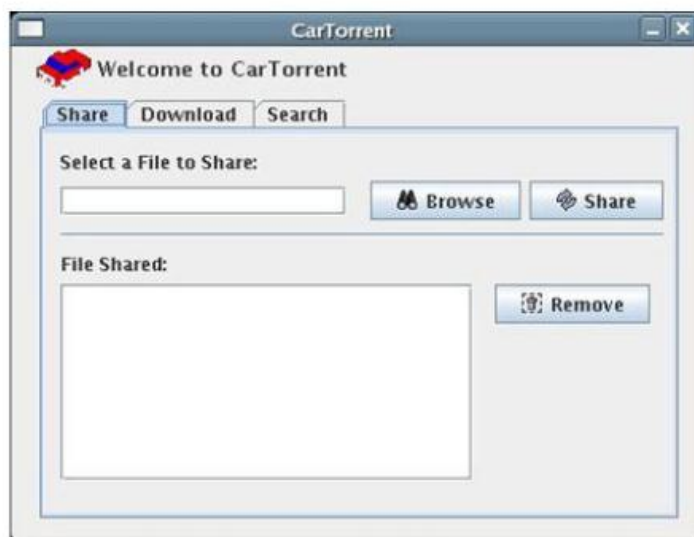 CarTorrent
Welcome to CarTorrent
Share Download Search
Select a File to Share:
Browse Share
File Shared:
Remove